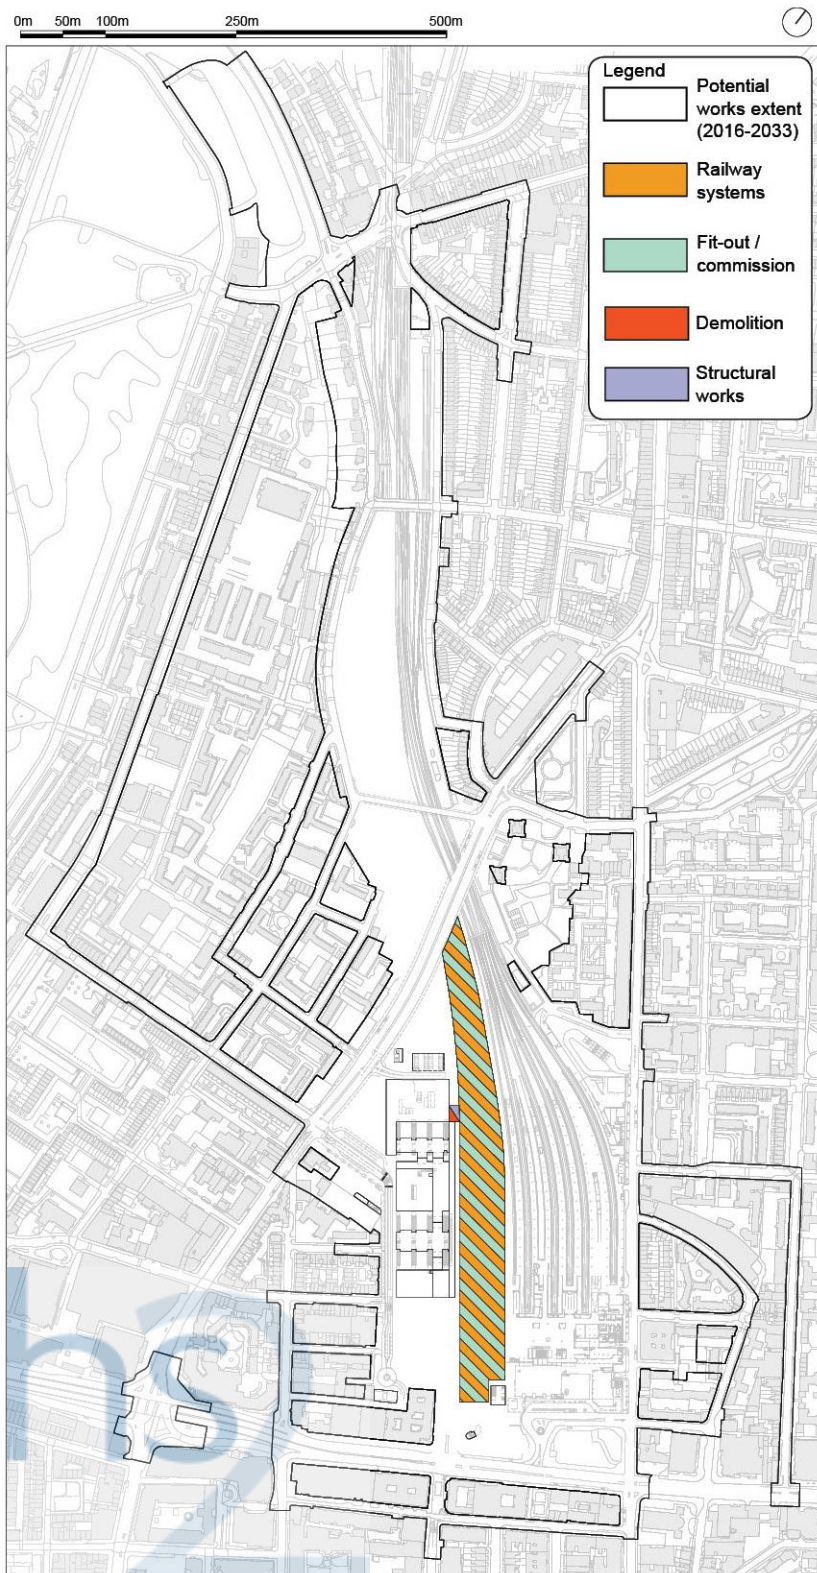 0m 50m 100m 250m 500m
Legend
Potential
works extent
(2016-2033)
Railway
systems
Fit-out /
commission
Demolition
Structural
works
hs2